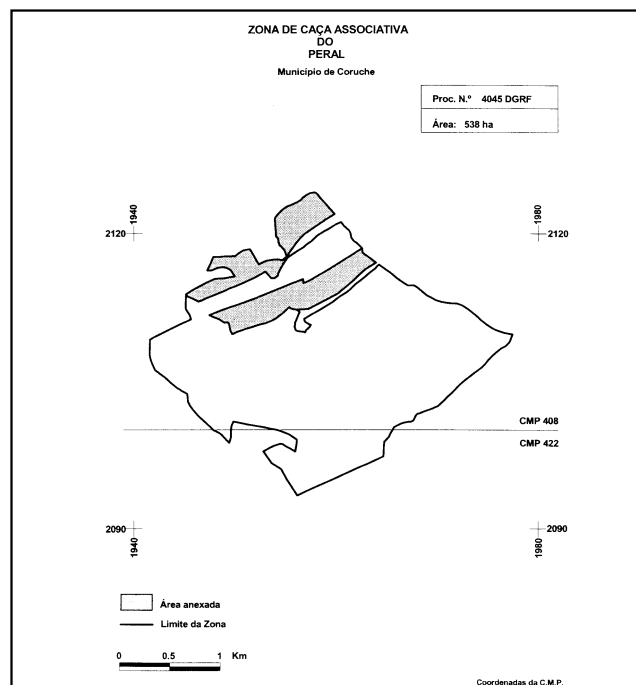 ZONA DE CAÇA ASSOCIATIVA
DO
PERAL
Município de Coruche
Proc. N.º 4045 DGRF
Área: 538 ha
1940
1980
2120
2120
CMP 408
CMP 422
2090
2090
1940
1980
Área anexada
Limite da Zona
0 0.5 1 Km
Coordenadas da C.M.P.